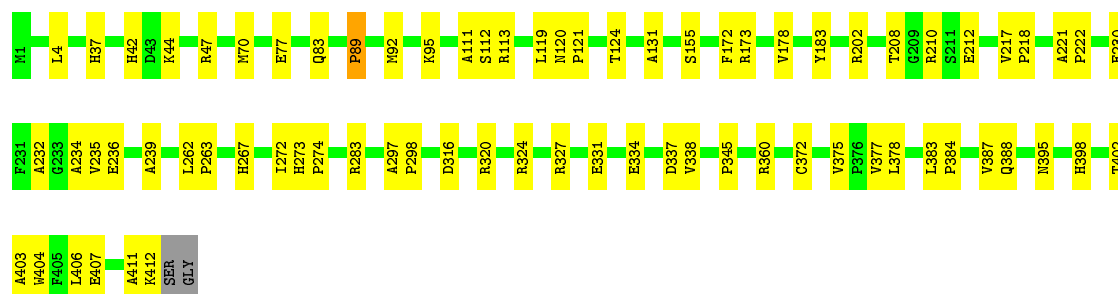 M1 L4 H37 H42 D43 K44 R47 M70 E77 Q83 P89 M92 K95 A111 S112 R113 L119 N120 P121 T124 A131 S155 F172 R173 V178 Y183 R202 T208 G209 R210 S211 E212 V217 P218 A221 P222
F231 A232 G233 A234 V235 E236 A239 L262 P263 H267 I272 H273 P274 R283 A297 P298 D316 R320 R324 R327 E331 E334 D337 V338 P345 R360 C372 V375 P376 V377 L378 L383 P384 V387 Q388 N395 H398
A403 W404 F405 L406 E407 A411 K412 SER GLY